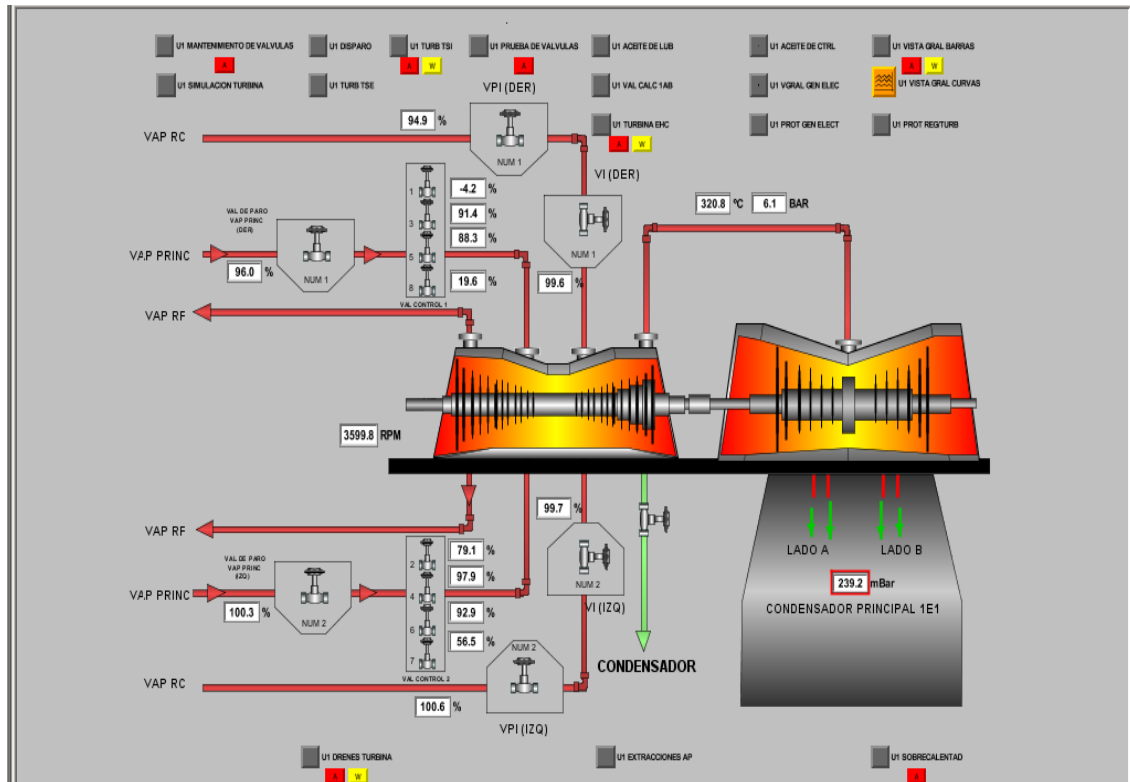 U1 MANTENIMIENTO DE VALVULAS
U1 DISPARO
U1 TURB TSI
U1 PRUEBA DE VALVULAS
U1 ACEITE DE LUB
U1 ACEITE DE CTRL
U1 VISTA GRAL BARRAS
A
A W
A
A W
U1 SIMULACION TURBINA
U1 TURB TSE
VPI (DER)
U1 VAL CALC 1AB
U1 VGRAL GEN ELEC
U1 VISTA GRAL CURVAS
94.9 %
U1 TURBINA EHC
U1 PROT GEN ELECT
U1 PROT REG/TURB
A W
VAP RC
NUM 1
VI (DER)
1 -4.2 %
3 91.4 %
5 88.3 %
8 19.6 %
VAL CONTROL 1
320.8 ºC 6.1 BAR
VAL DE PARO
VAP PRINC
(DER)
NUM 1
VAP PRINC
96.0 %
NUM 1
99.6 %
VAP RF
3599.8 RPM
VAP RF
99.7 %
LADO A
LADO B
VAL DE PARO
VAP PRINC
(IZQ)
2 79.1 %
4 97.9 %
6 92.9 %
7 56.5 %
VAL CONTROL 2
NUM 2
239.2 mBar
VAP PRINC
100.3 %
NUM 2
VI (IZQ)
CONDENSADOR PRINCIPAL 1E1
NUM 2
CONDENSADOR
VAP RC
100.6 %
VPI (IZQ)
U1 DRENES TURBINA
U1 EXTRACCIONES AP
U1 SOBRECALENTAD
A W
A